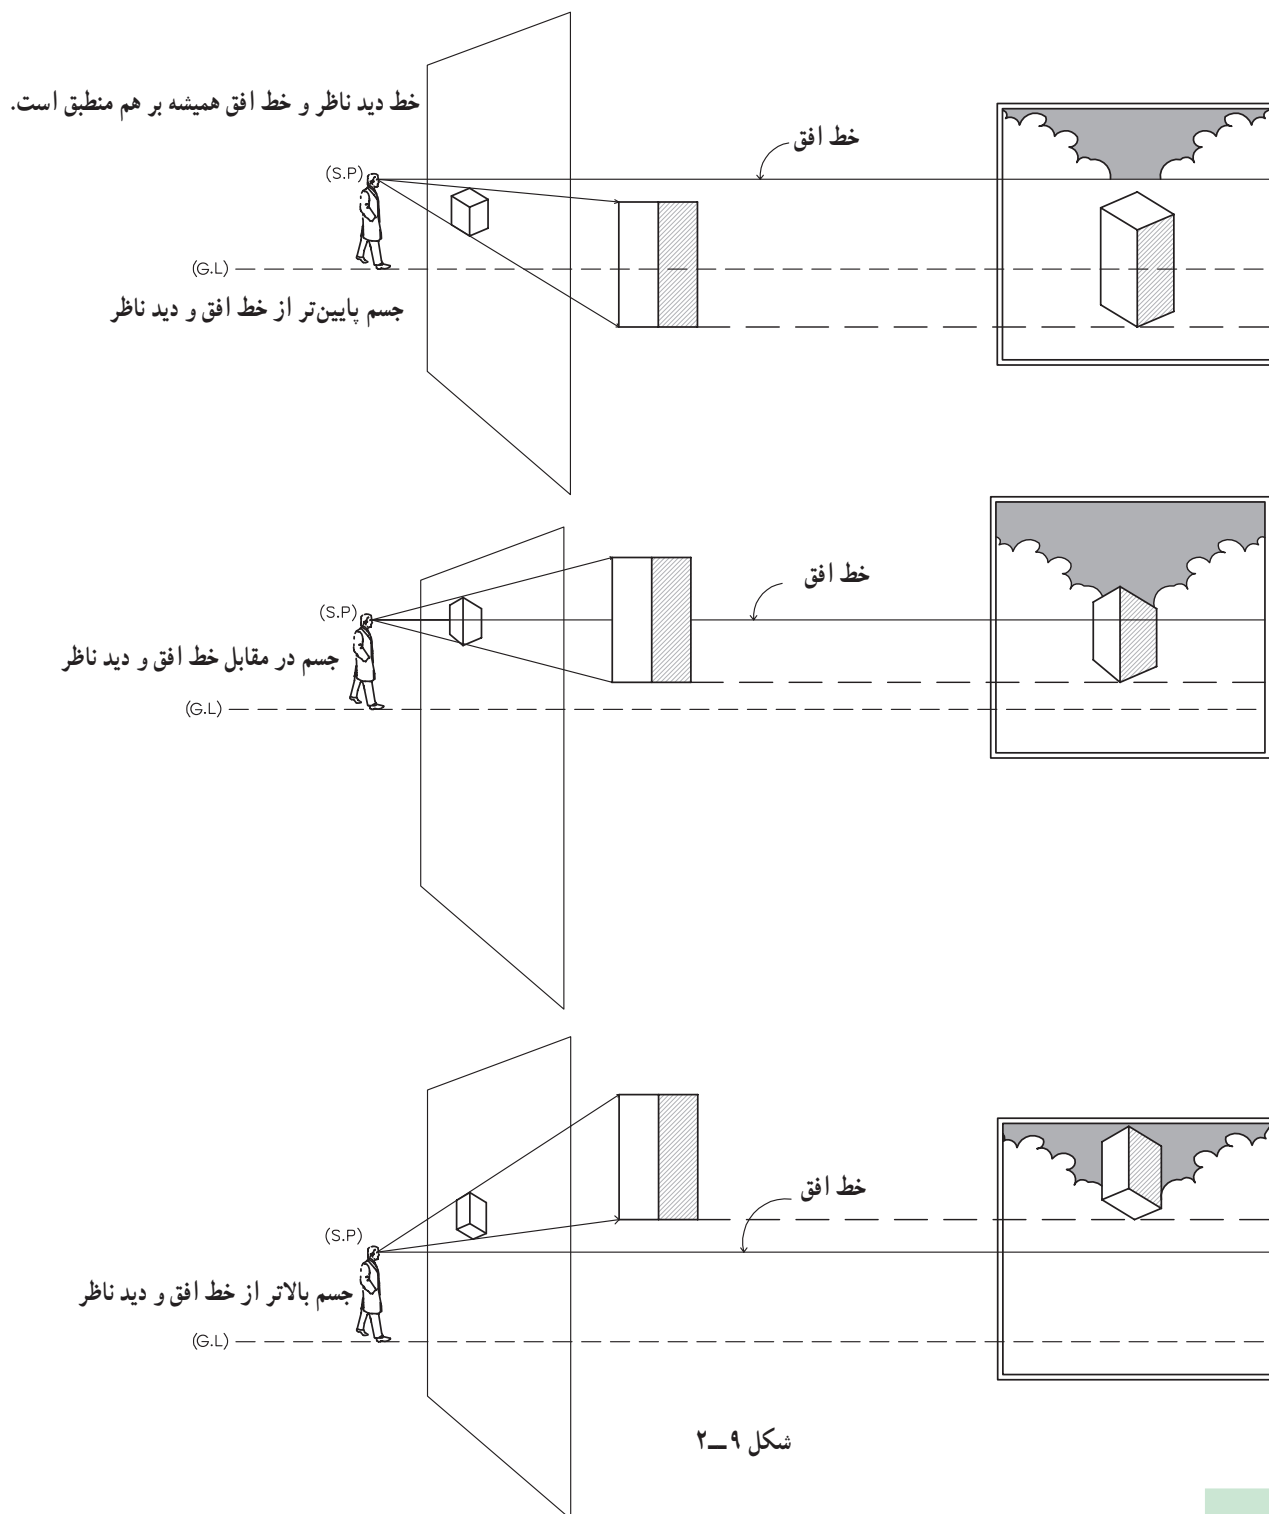 خط دید ناظر و خط افق همیشه بر هم منطبق است.
خط افق
(S.P)
(G.L)
جسم پایین‌تر از خط افق و دید ناظر
خط افق
(S.P)
جسم در مقابل خط افق و دید ناظر
(G.L)
خط افق
(S.P)
جسم بالاتر از خط افق و دید ناظر
(G.L)
شکل ۹ــ۲